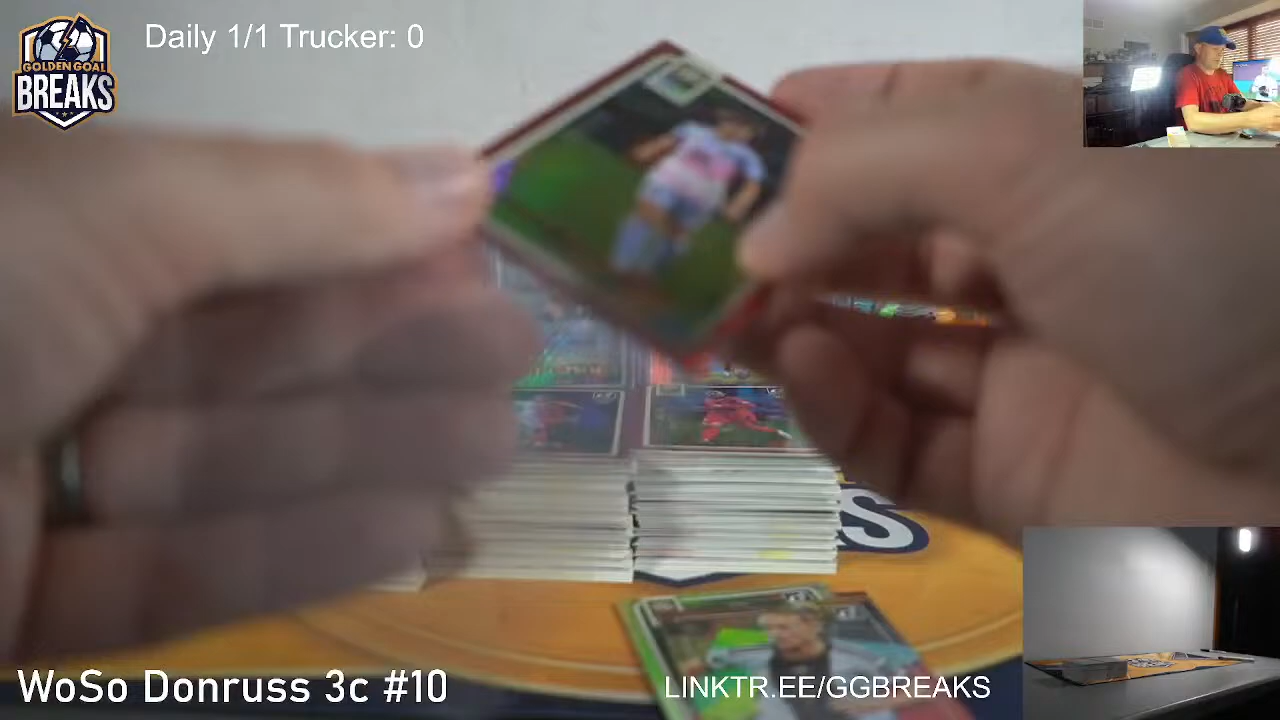 Daily 1/1 Trucker: 0
GOLDEN GOAL
BREAKS
WoSo Donruss 3c #10
LINKTR.EE/GGBREAKS